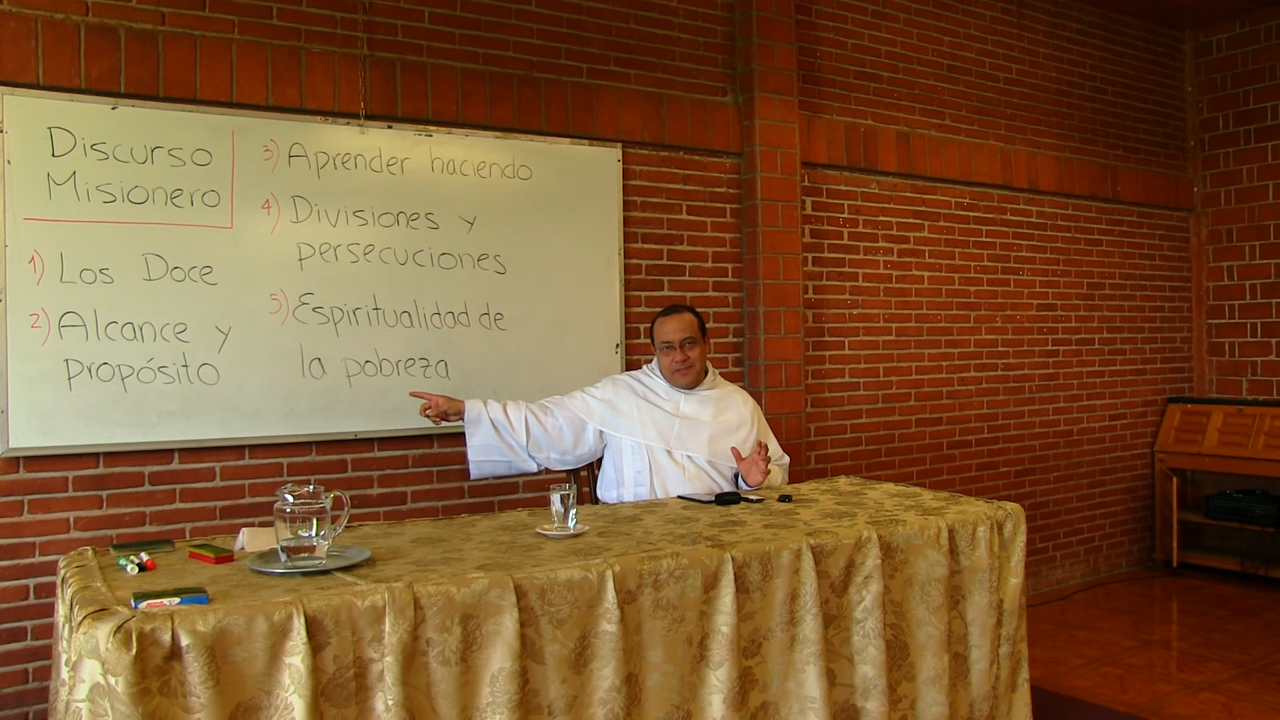 Discurso
Misionero
1) Los Doce
2) Alcance y
propósito
3) Aprender haciendo
4) Divisiones y
persecuciones
5) Espiritualidad de
la pobreza